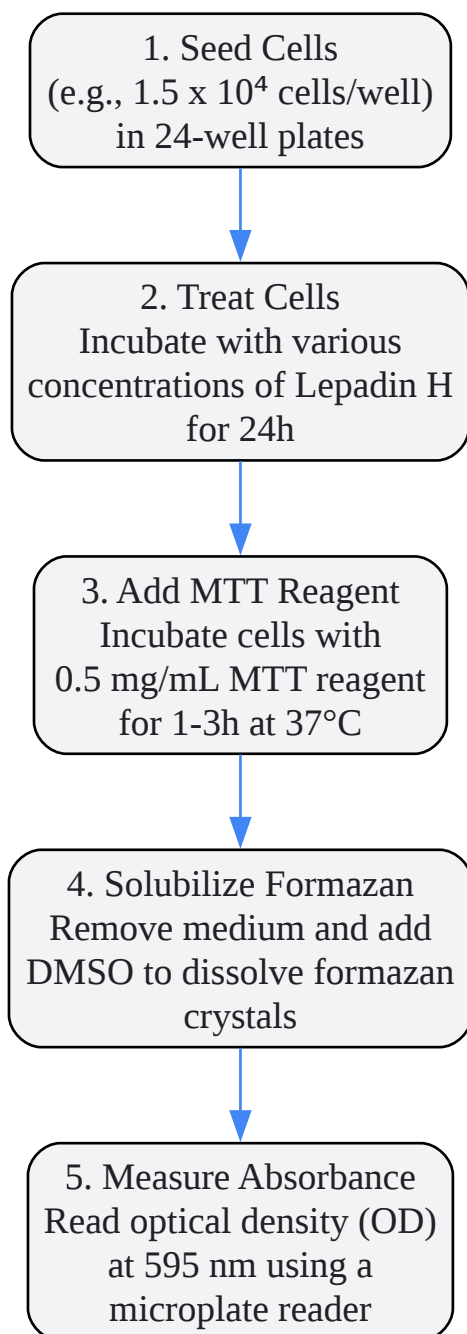 1. Seed Cells
(e.g., 1.5 x 10⁴ cells/well)
in 24-well plates
2. Treat Cells
Incubate with various
concentrations of Lepadin H
for 24h
3. Add MTT Reagent
Incubate cells with
0.5 mg/mL MTT reagent
for 1-3h at 37°C
4. Solubilize Formazan
Remove medium and add
DMSO to dissolve formazan
crystals
5. Measure Absorbance
Read optical density (OD)
at 595 nm using a
microplate reader